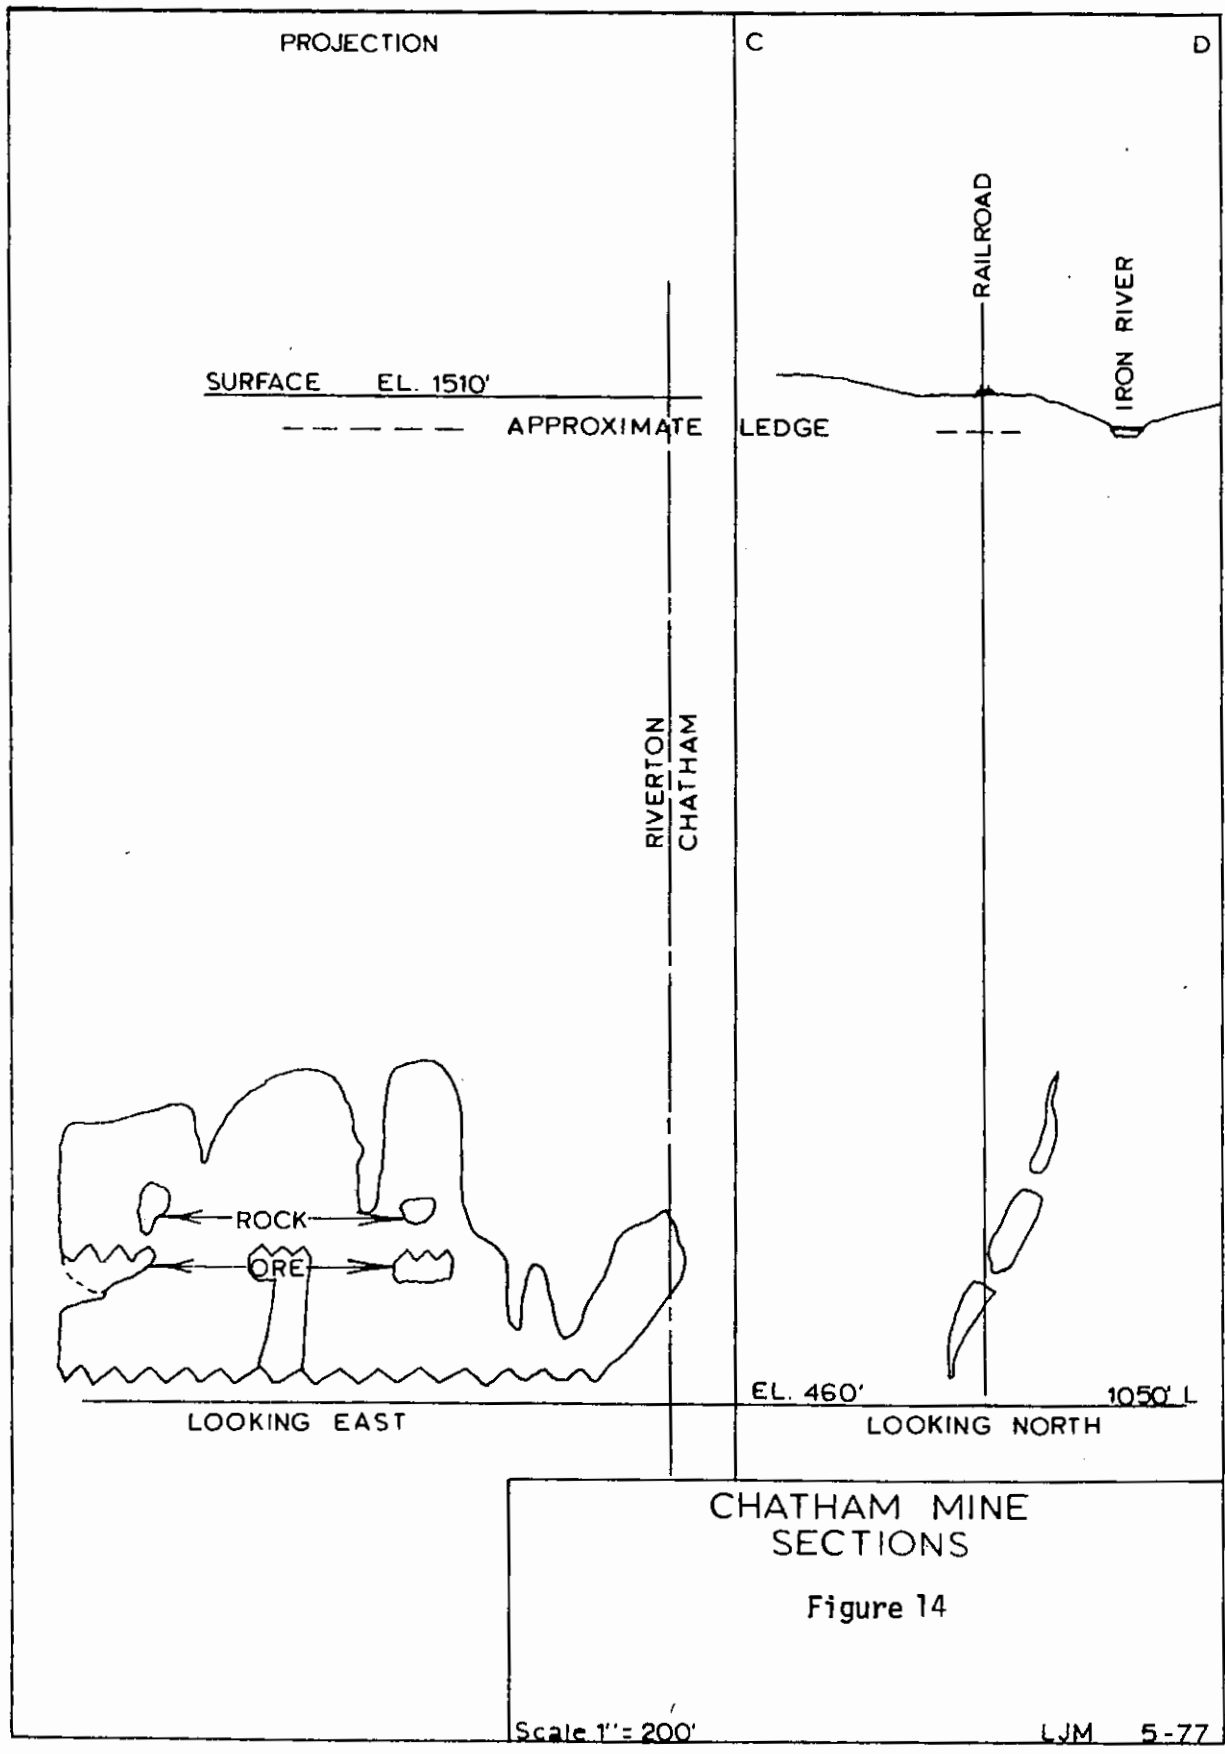 PROJECTION
C D
RAILROAD
IRON RIVER
SURFACE EL. 1510'
APPROXIMATE LEDGE
RIVERTON
CHATHAM
ROCK
ORE
EL. 460' 1050' L
LOOKING EAST
LOOKING NORTH
CHATHAM MINE
SECTIONS
Figure 14
Scale 1"=200' LJM 5-77